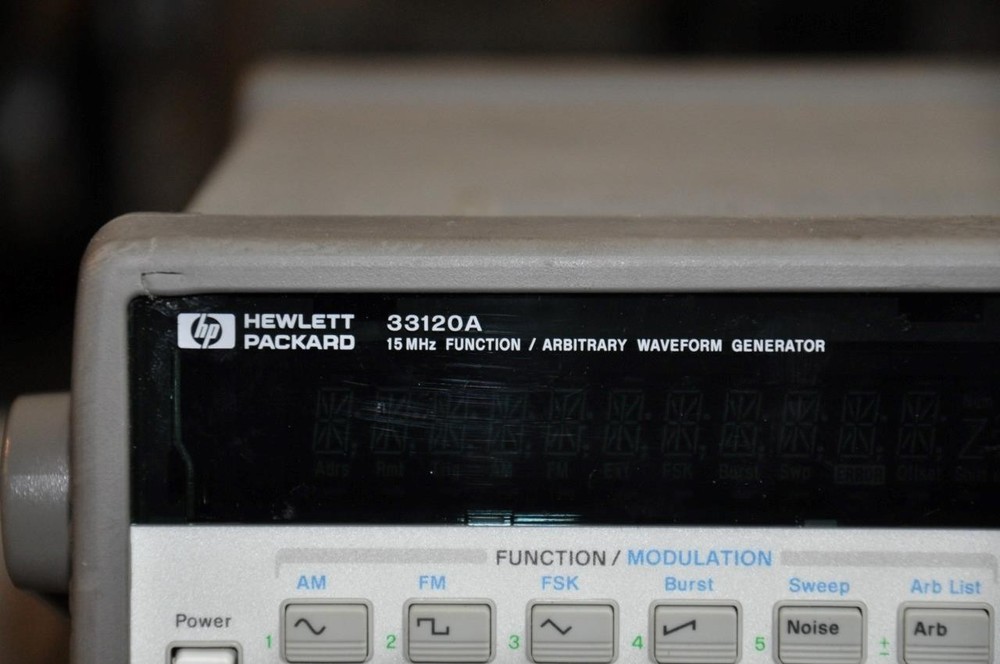 hp HEWLETT PACKARD
33120A
15 MHz FUNCTION / ARBITRARY WAVEFORM GENERATOR
FUNCTION / MODULATION
AM FM FSK Burst Sweep Arb List
Power
1 2 3 4 5 Noise ± Arb